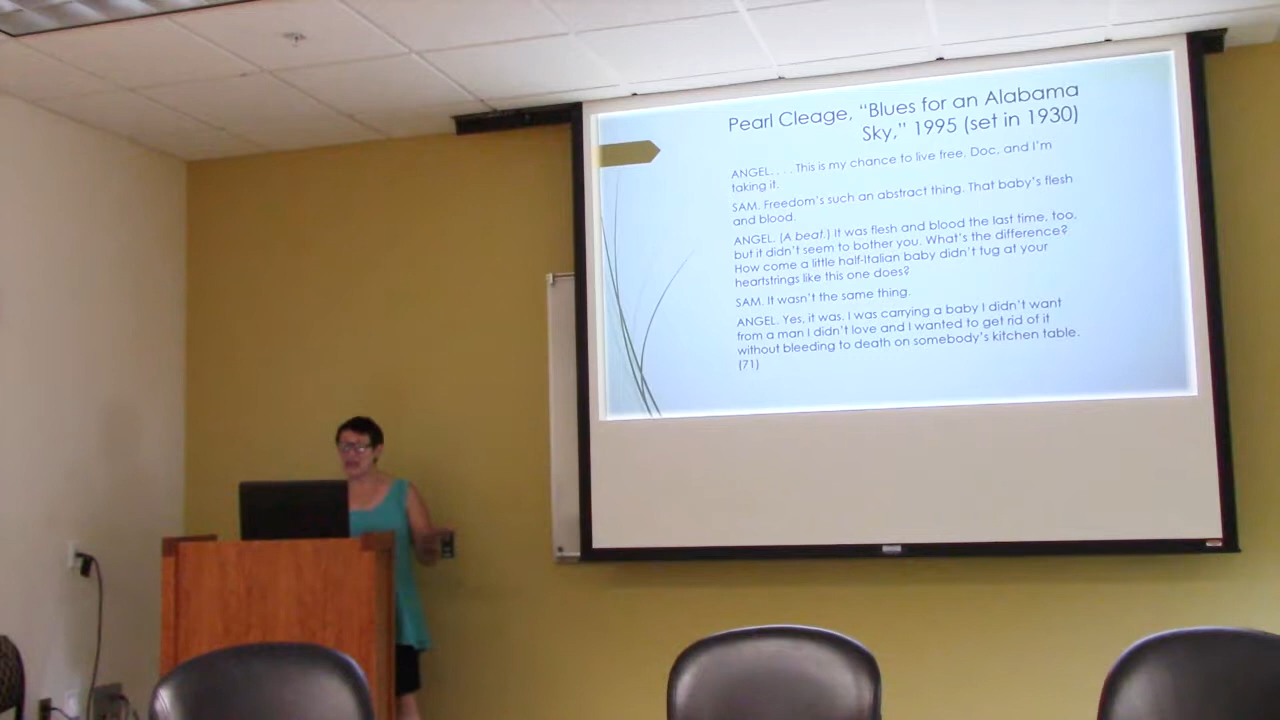 Pearl Cleage, “Blues for an Alabama
Sky,” 1995 (set in 1930)
ANGEL. . . . This is my chance to live free, Doc, and I’m
taking it.
SAM. Freedom’s such an abstract thing. That baby’s flesh
and blood.
ANGEL. (A beat.) It was flesh and blood the last time, too,
but it didn’t seem to bother you. What’s the difference?
How come a little half-Italian baby didn’t tug at your
heartstrings like this one does?
SAM. It wasn’t the same thing.
ANGEL. Yes, it was. I was carrying a baby I didn’t want
from a man I didn’t love and I wanted to get rid of it
without bleeding to death on somebody’s kitchen table.
(71)